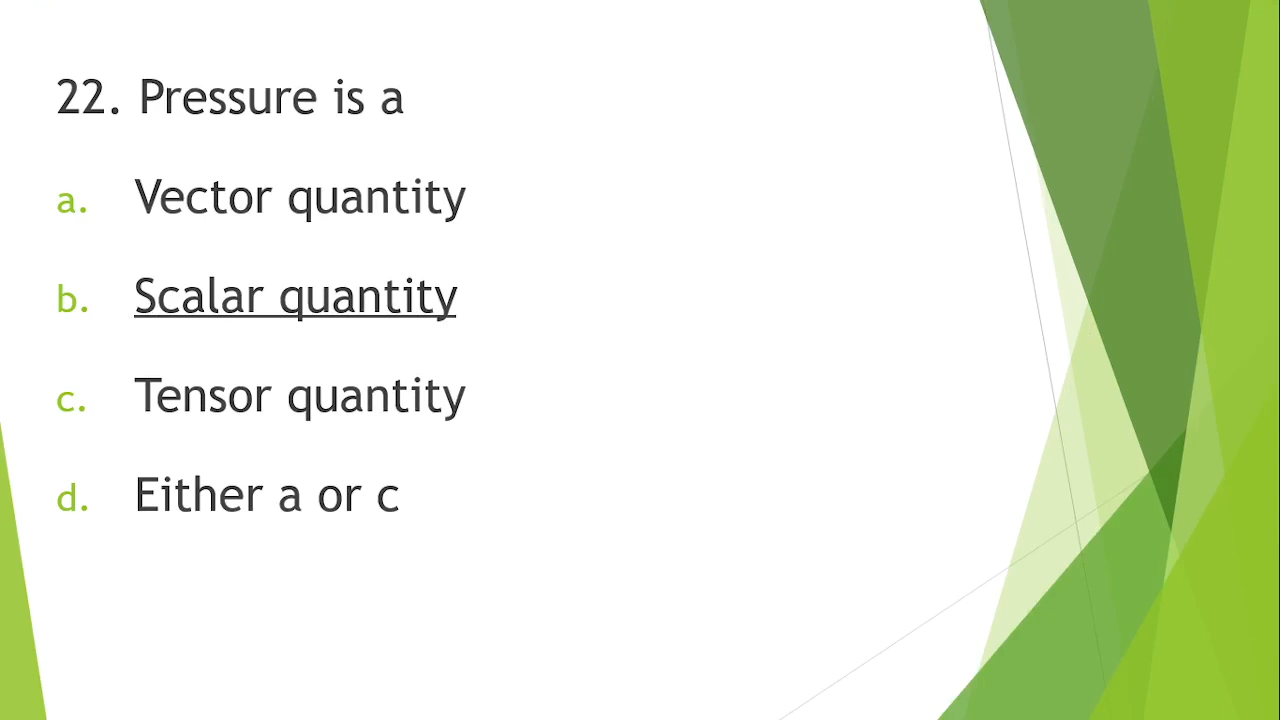 22. Pressure is a
a. Vector quantity
b. Scalar quantity
c. Tensor quantity
d. Either a or c